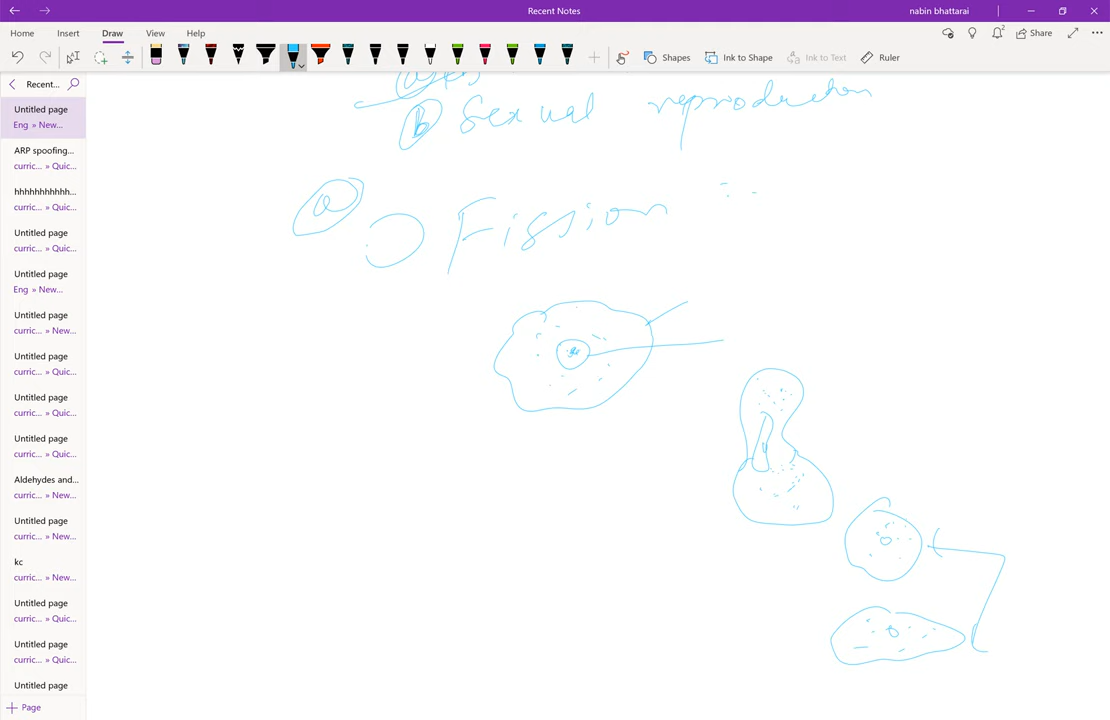 Recent Notes
nabin bhattarai
Home Insert Draw View Help
Share
Shapes Ink to Shape Ink to Text Ruler
Recent...
Untitled page
Eng » New...
ARP spoofing...
curric... » Quic...
hhhhhhhhhhh...
curric... » Quic...
Untitled page
curric... » Quic...
Untitled page
Eng » New...
Untitled page
curric... » New...
Untitled page
curric... » Quic...
Untitled page
curric... » Quic...
Untitled page
curric... » Quic...
Aldehydes and...
curric... » New...
Untitled page
curric... » New...
kc
curric... » New...
Untitled page
curric... » Quic...
Untitled page
curric... » Quic...
Untitled page
Page
b Sexual reproduction
a
Fission :-